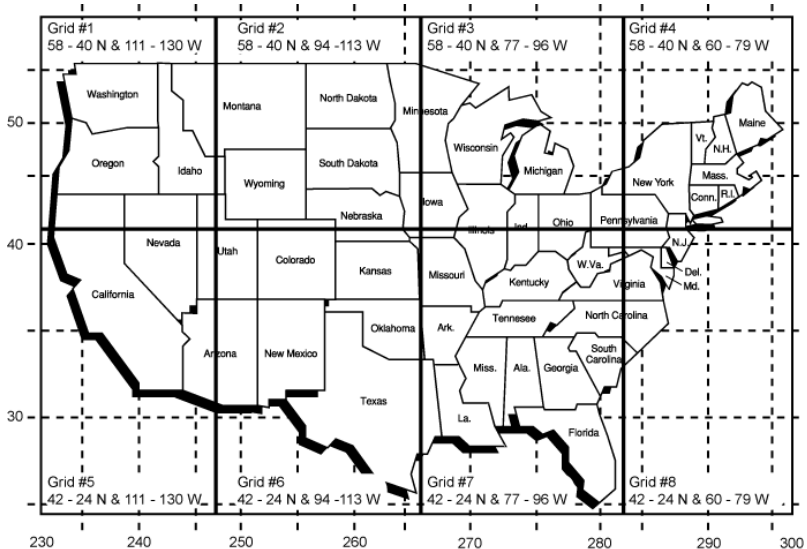 Grid #1
58 - 40 N & 111 - 130 W
Grid #2
58 - 40 N & 94 -113 W
Grid #3
58 - 40 N & 77 - 96 W
Grid #4
58 - 40 N & 60 - 79 W
Washington
Montana
North Dakota
Minnesota
Maine
50
Vt.
N.H.
Wisconsin
Oregon
Idaho
South Dakota
Michigan
Mass.
Wyoming
New York
Conn.
R.I.
Iowa
Nebraska
Illinois
Ind.
Ohio
Pennsylvania
40
Nevada
Utah
N.J.
Colorado
Kansas
Missouri
W.Va.
Del.
Kentucky
Virginia
Md.
California
Tennessee
North Carolina
Oklahoma
Ark.
Arizona
New Mexico
South
Carolina
Miss.
Ala.
Georgia
Texas
30
La.
Florida
Grid #5
42 - 24 N & 111 - 130 W
Grid #6
42 - 24 N & 94 -113 W
Grid #7
42 - 24 N & 77 - 96 W
Grid #8
42 - 24 N & 60 - 79 W
230
240
250
260
270
280
290
300